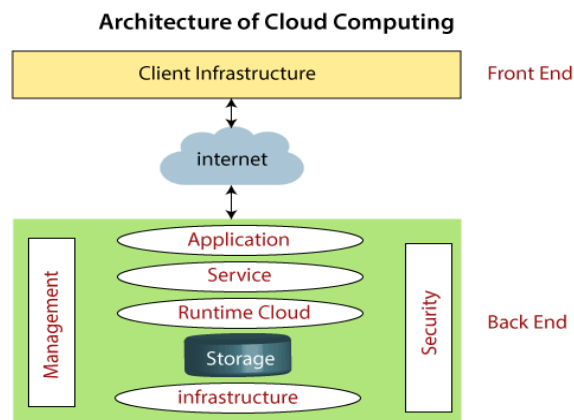 Architecture of Cloud Computing
Client Infrastructure
Front End
internet
Application
Service
Runtime Cloud
Storage
infrastructure
Management
Security
Back End